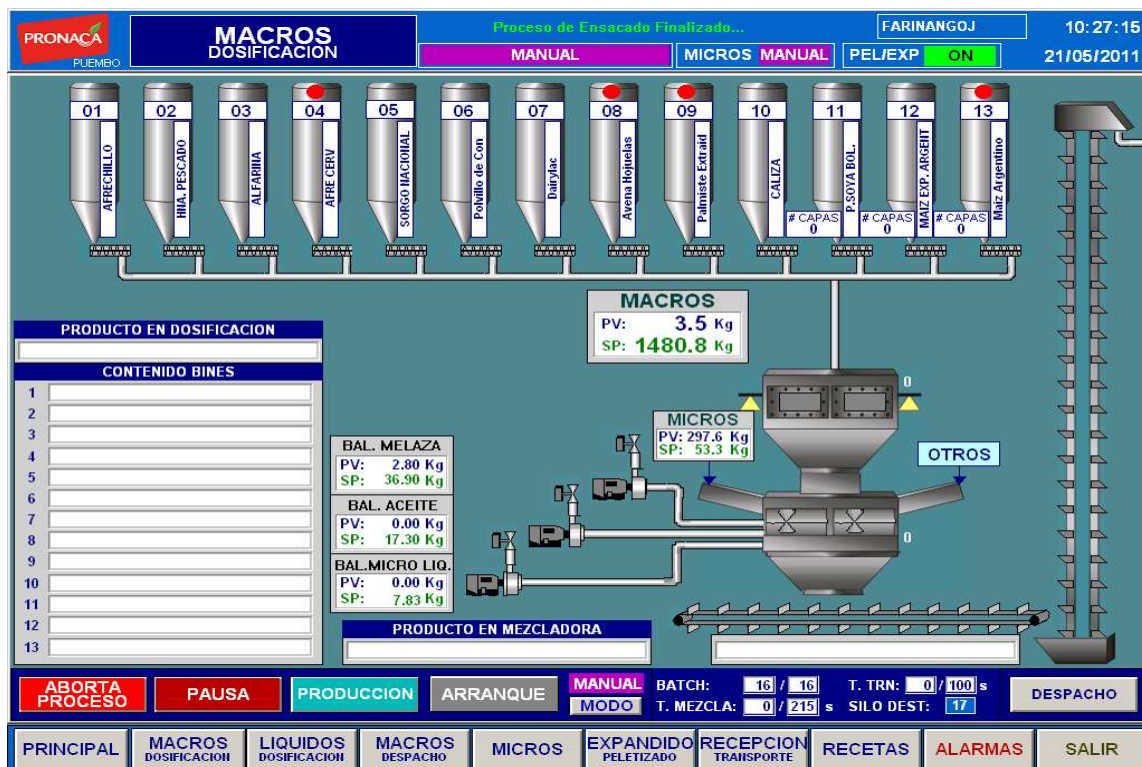 PRONACA
PUEMBO
MACROS
DOSIFICACION
Proceso de Ensacado Finalizado...
MANUAL
MICROS MANUAL
FARINANGOJ
PEL/EXP ON
10:27:15
21/05/2011
01 02 03 04 05 06 07 08 09 10 11 12 13
AFRECHILLO
HNA. PESCADO
ALFARINA
AFRE CERV
SORGO NACIONAL
Polvillo de Con
Dairylac
Avena Hojuelas
Palmiste Extraid
CALIZA
P.SOYA BOL.
MAIZ EXP. ARGENT
Maiz Argentino
# CAPAS
0
# CAPAS
0
# CAPAS
0
MACROS
PV: 3.5 Kg
SP: 1480.8 Kg
PRODUCTO EN DOSIFICACION
CONTENIDO BINES
1
2
3
4
5
6
7
8
9
10
11
12
13
0
MICROS
PV: 297.6 Kg
SP: 53.3 Kg
OTROS
BAL. MELAZA
PV: 2.80 Kg
SP: 36.90 Kg
BAL. ACEITE
PV: 0.00 Kg
SP: 17.30 Kg
BAL.MICRO LIQ.
PV: 0.00 Kg
SP: 7.83 Kg
0
PRODUCTO EN MEZCLADORA
ABORTA
PROCESO
PAUSA
PRODUCCION
ARRANQUE
MANUAL
MODO
BATCH: 16 / 16
T. MEZCLA: 0 / 215 s
T. TRN: 0 / 100 s
SILO DEST: 17
DESPACHO
PRINCIPAL
MACROS
DOSIFICACION
LIQUIDOS
DOSIFICACION
MACROS
DESPACHO
MICROS
EXPANDIDO
PELETIZADO
RECEPCION
TRANSPORTE
RECETAS
ALARMAS
SALIR